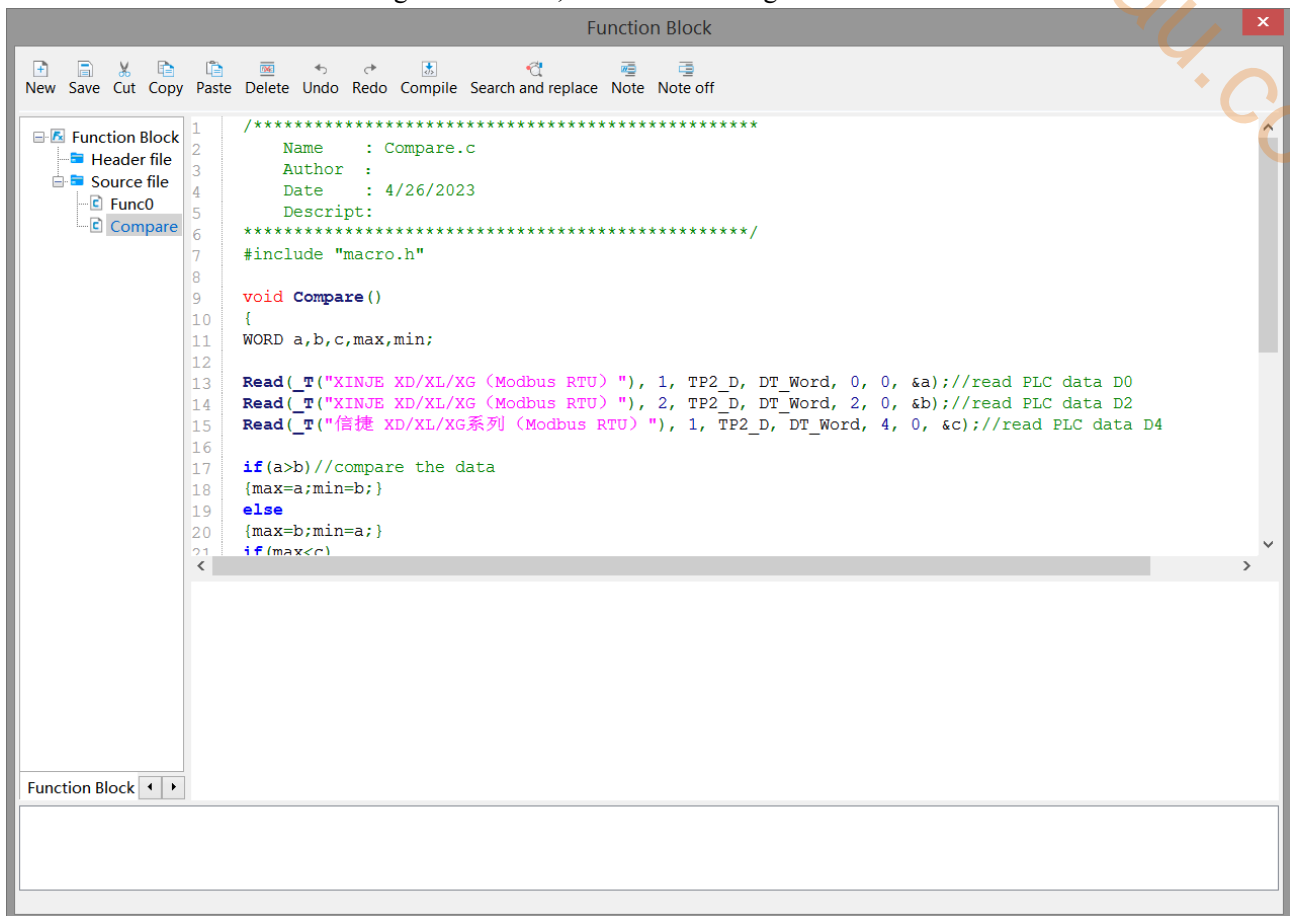 Function Block
New Save Cut Copy Paste Delete Undo Redo Compile Search and replace Note Note off
Function Block
Header file
Source file
Func0
Compare
1 /**************************************************
2 Name : Compare.c
3 Author :
4 Date : 4/26/2023
5 Descript:
6 **************************************************/
7 #include "macro.h"
8
9 void Compare()
10 {
11 WORD a,b,c,max,min;
12
13 Read(_T("XINJE XD/XL/XG（Modbus RTU）"), 1, TP2_D, DT_Word, 0, 0, &a);//read PLC data D0
14 Read(_T("XINJE XD/XL/XG（Modbus RTU）"), 2, TP2_D, DT_Word, 2, 0, &b);//read PLC data D2
15 Read(_T("信捷 XD/XL/XG系列（Modbus RTU）"), 1, TP2_D, DT_Word, 4, 0, &c);//read PLC data D4
16
17 if(a>b)//compare the data
18 {max=a;min=b;}
19 else
20 {max=b;min=a;}
21 if(max<c)
Function Block